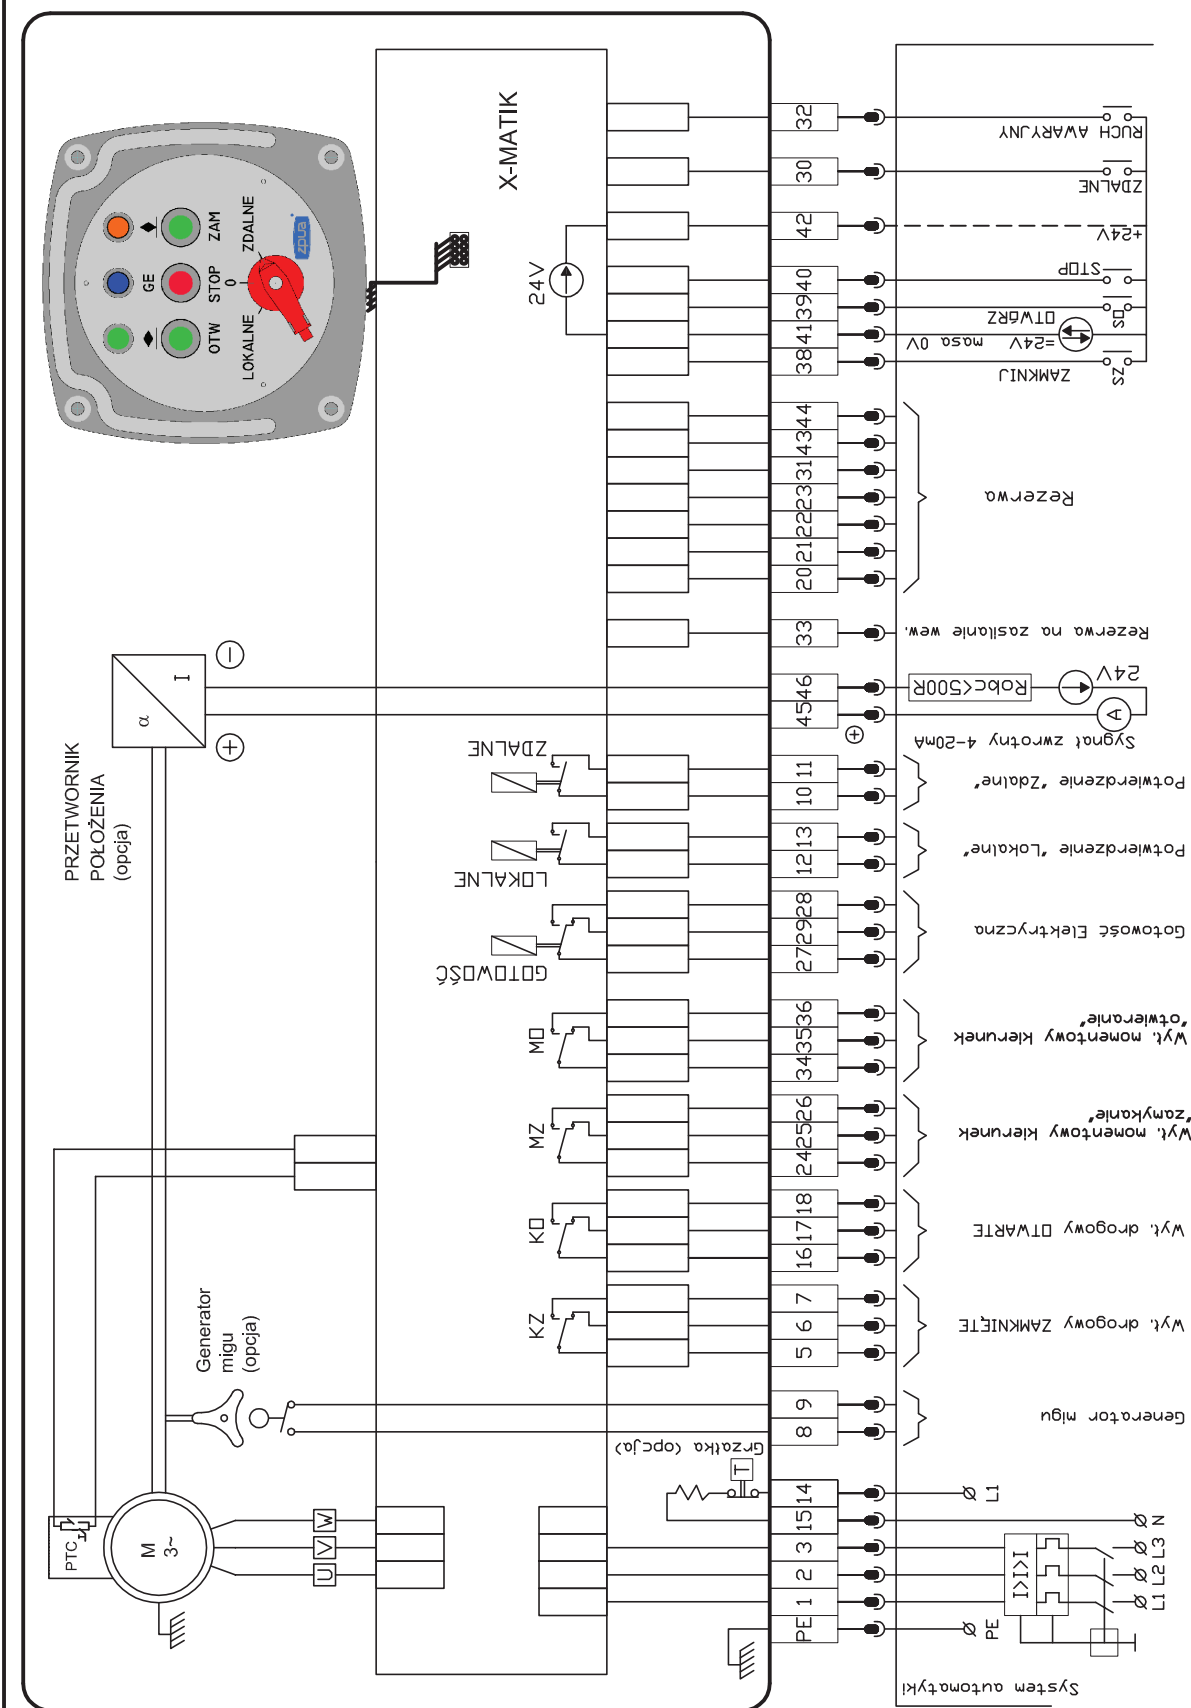 X-MATIK
GE
ZAM
STOP
OTW
0
ZDALNE
LOKALNE
zpua
24V
PRZETWORNIK
POŁOŻENIA
(opcja)
α
I
+
−
ZDALNE
LOKALNE
GOTOWOŚĆ
MO
MZ
KO
KZ
Generator
migu
(opcja)
PTC
M
3~
U
V
W
Grzałka (opcja)
T
32
30
42
40
39
41
38
44
43
31
23
22
21
20
33
46
45
11
10
13
12
28
29
27
36
35
34
26
25
24
18
17
16
7
6
5
9
8
14
15
3
2
1
PE
RUCH AWARYJNY
ZDALNE
+24V
STOP
SO
OTWÓRZ
=24V
masa 0V
ZAMKNIJ
SZ
Rezerwa
Rezerwa na zasilanie wew.
Robc<500R
24V
A
+
Sygnał zwrotny 4-20mA
Potwierdzenie "Zdalne"
Potwierdzenie "Lokalne"
Gotowość Elektryczna
Wył. momentowy kierunek
"otwieranie"
Wył. momentowy kierunek
"zamykanie"
Wył. drogowy OTWARTE
Wył. drogowy ZAMKNIĘTE
Generator migu
L1
N
L3
L2
L1
I>I>I>I
PE
System automatyki